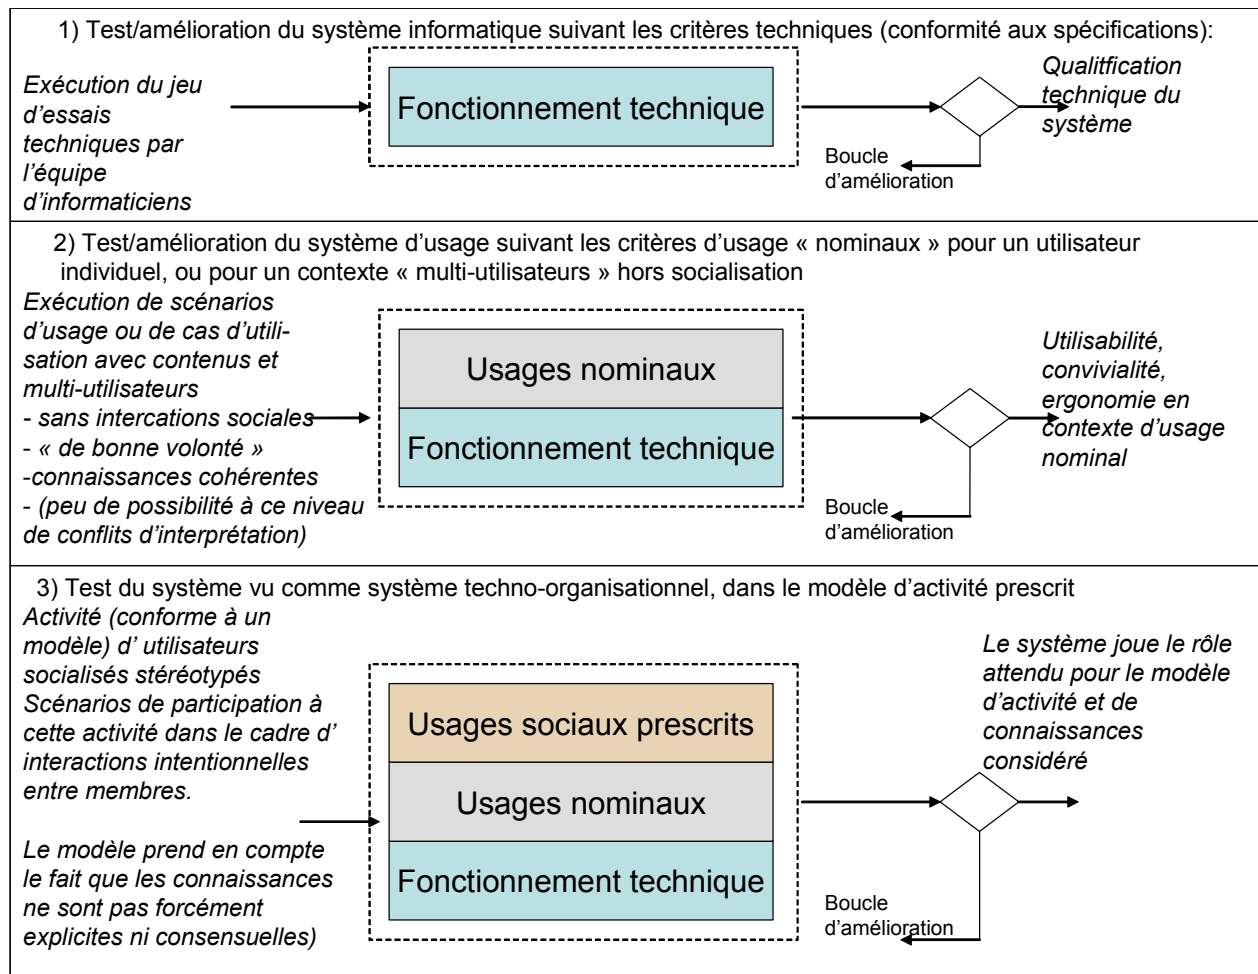 1) Test/amélioration du système informatique suivant les critères techniques (conformité aux spécifications):
Exécution du jeu
d’essais
techniques par
l’équipe
d’informaticiens
Fonctionnement technique
Boucle
d’amélioration
Qualitfication
technique du
système
2) Test/amélioration du système d’usage suivant les critères d’usage « nominaux » pour un utilisateur
individuel, ou pour un contexte « multi-utilisateurs » hors socialisation
Exécution de scénarios
d’usage ou de cas d’utili-
sation avec contenus et
multi-utilisateurs
- sans intercations sociales
- « de bonne volonté »
-connaissances cohérentes
- (peu de possibilité à ce niveau
de conflits d’interprétation)
Usages nominaux
Fonctionnement technique
Boucle
d’amélioration
Utilisabilité,
convivialité,
ergonomie en
contexte d’usage
nominal
3) Test du système vu comme système techno-organisationnel, dans le modèle d’activité prescrit
Activité (conforme à un
modèle) d’ utilisateurs
socialisés stéréotypés
Scénarios de participation à
cette activité dans le cadre d’
interactions intentionnelles
entre membres.
Le modèle prend en compte
le fait que les connaissances
ne sont pas forcément
explicites ni consensuelles)
Usages sociaux prescrits
Usages nominaux
Fonctionnement technique
Boucle
d’amélioration
Le système joue le rôle
attendu pour le modèle
d’activité et de
connaissances
considéré